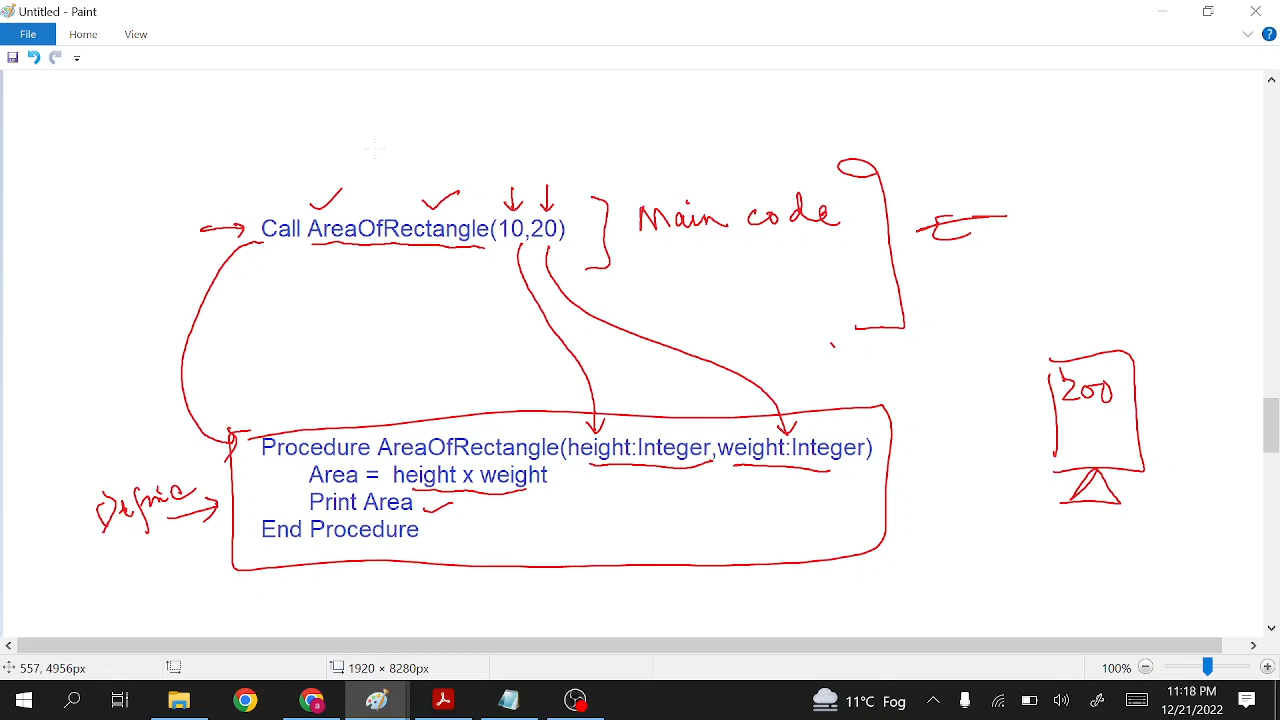 Untitled - Paint
File Home View
Call AreaOfRectangle(10,20)
Main code
200
Procedure AreaOfRectangle(height:Integer,weight:Integer)
Area = height x weight
Print Area
End Procedure
Define
557, 4956px
1920 × 8280px
100%
11°C Fog
11:18 PM
12/21/2022